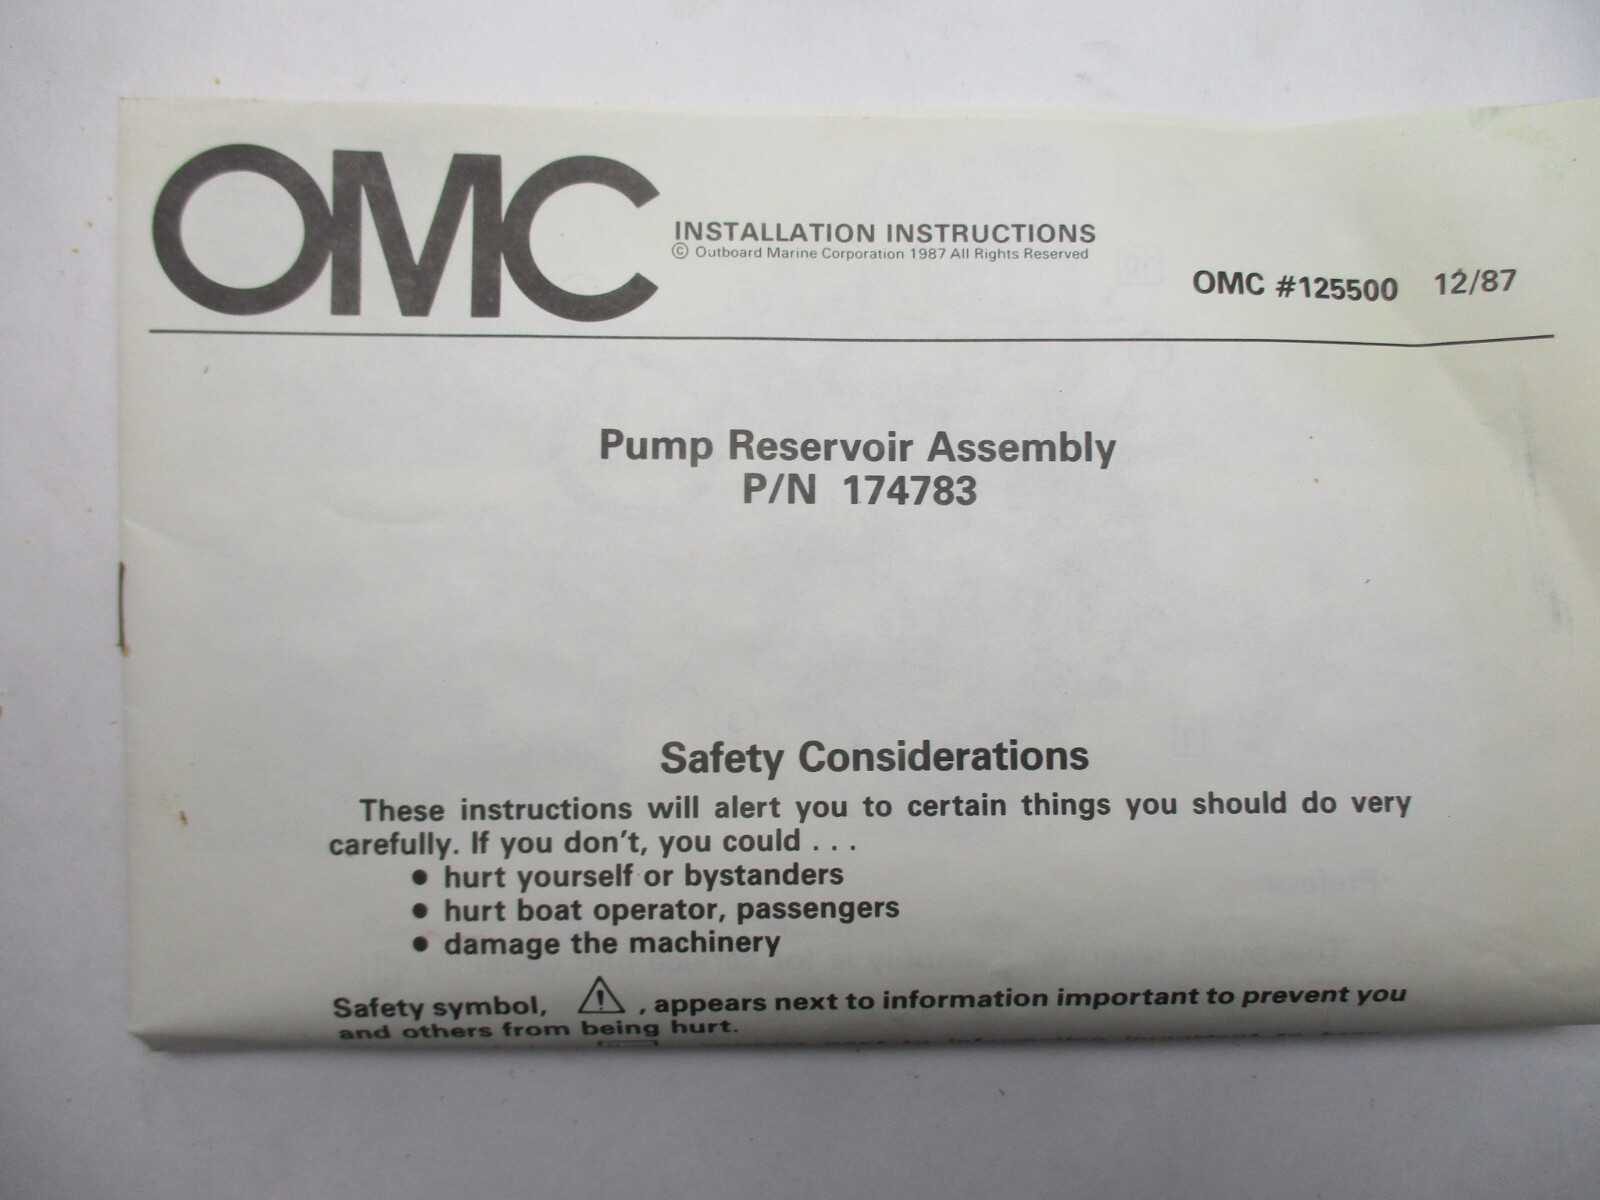 OMC
INSTALLATION INSTRUCTIONS
© Outboard Marine Corporation 1987 All Rights Reserved
OMC #125500 12/87
Pump Reservoir Assembly
P/N 174783
Safety Considerations
These instructions will alert you to certain things you should do very
carefully. If you don't, you could . . .
● hurt yourself or bystanders
● hurt boat operator, passengers
● damage the machinery
Safety symbol, ⚠ , appears next to information important to prevent you
and others from being hurt.